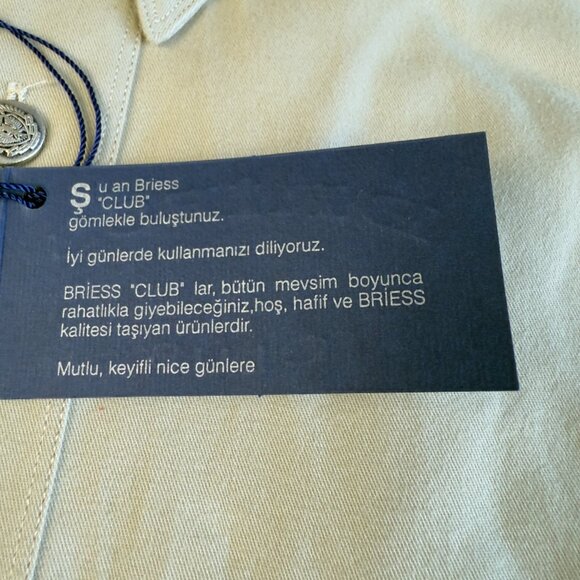 Şu an Briess
"CLUB"
gömlekle buluştunuz.
İyi günlerde kullanmanızı diliyoruz.
BRİESS "CLUB" lar, bütün mevsim boyunca
rahatlıkla giyebileceğiniz,hoş, hafif ve BRİESS
kalitesi taşıyan ürünlerdir.
Mutlu, keyifli nice günlere